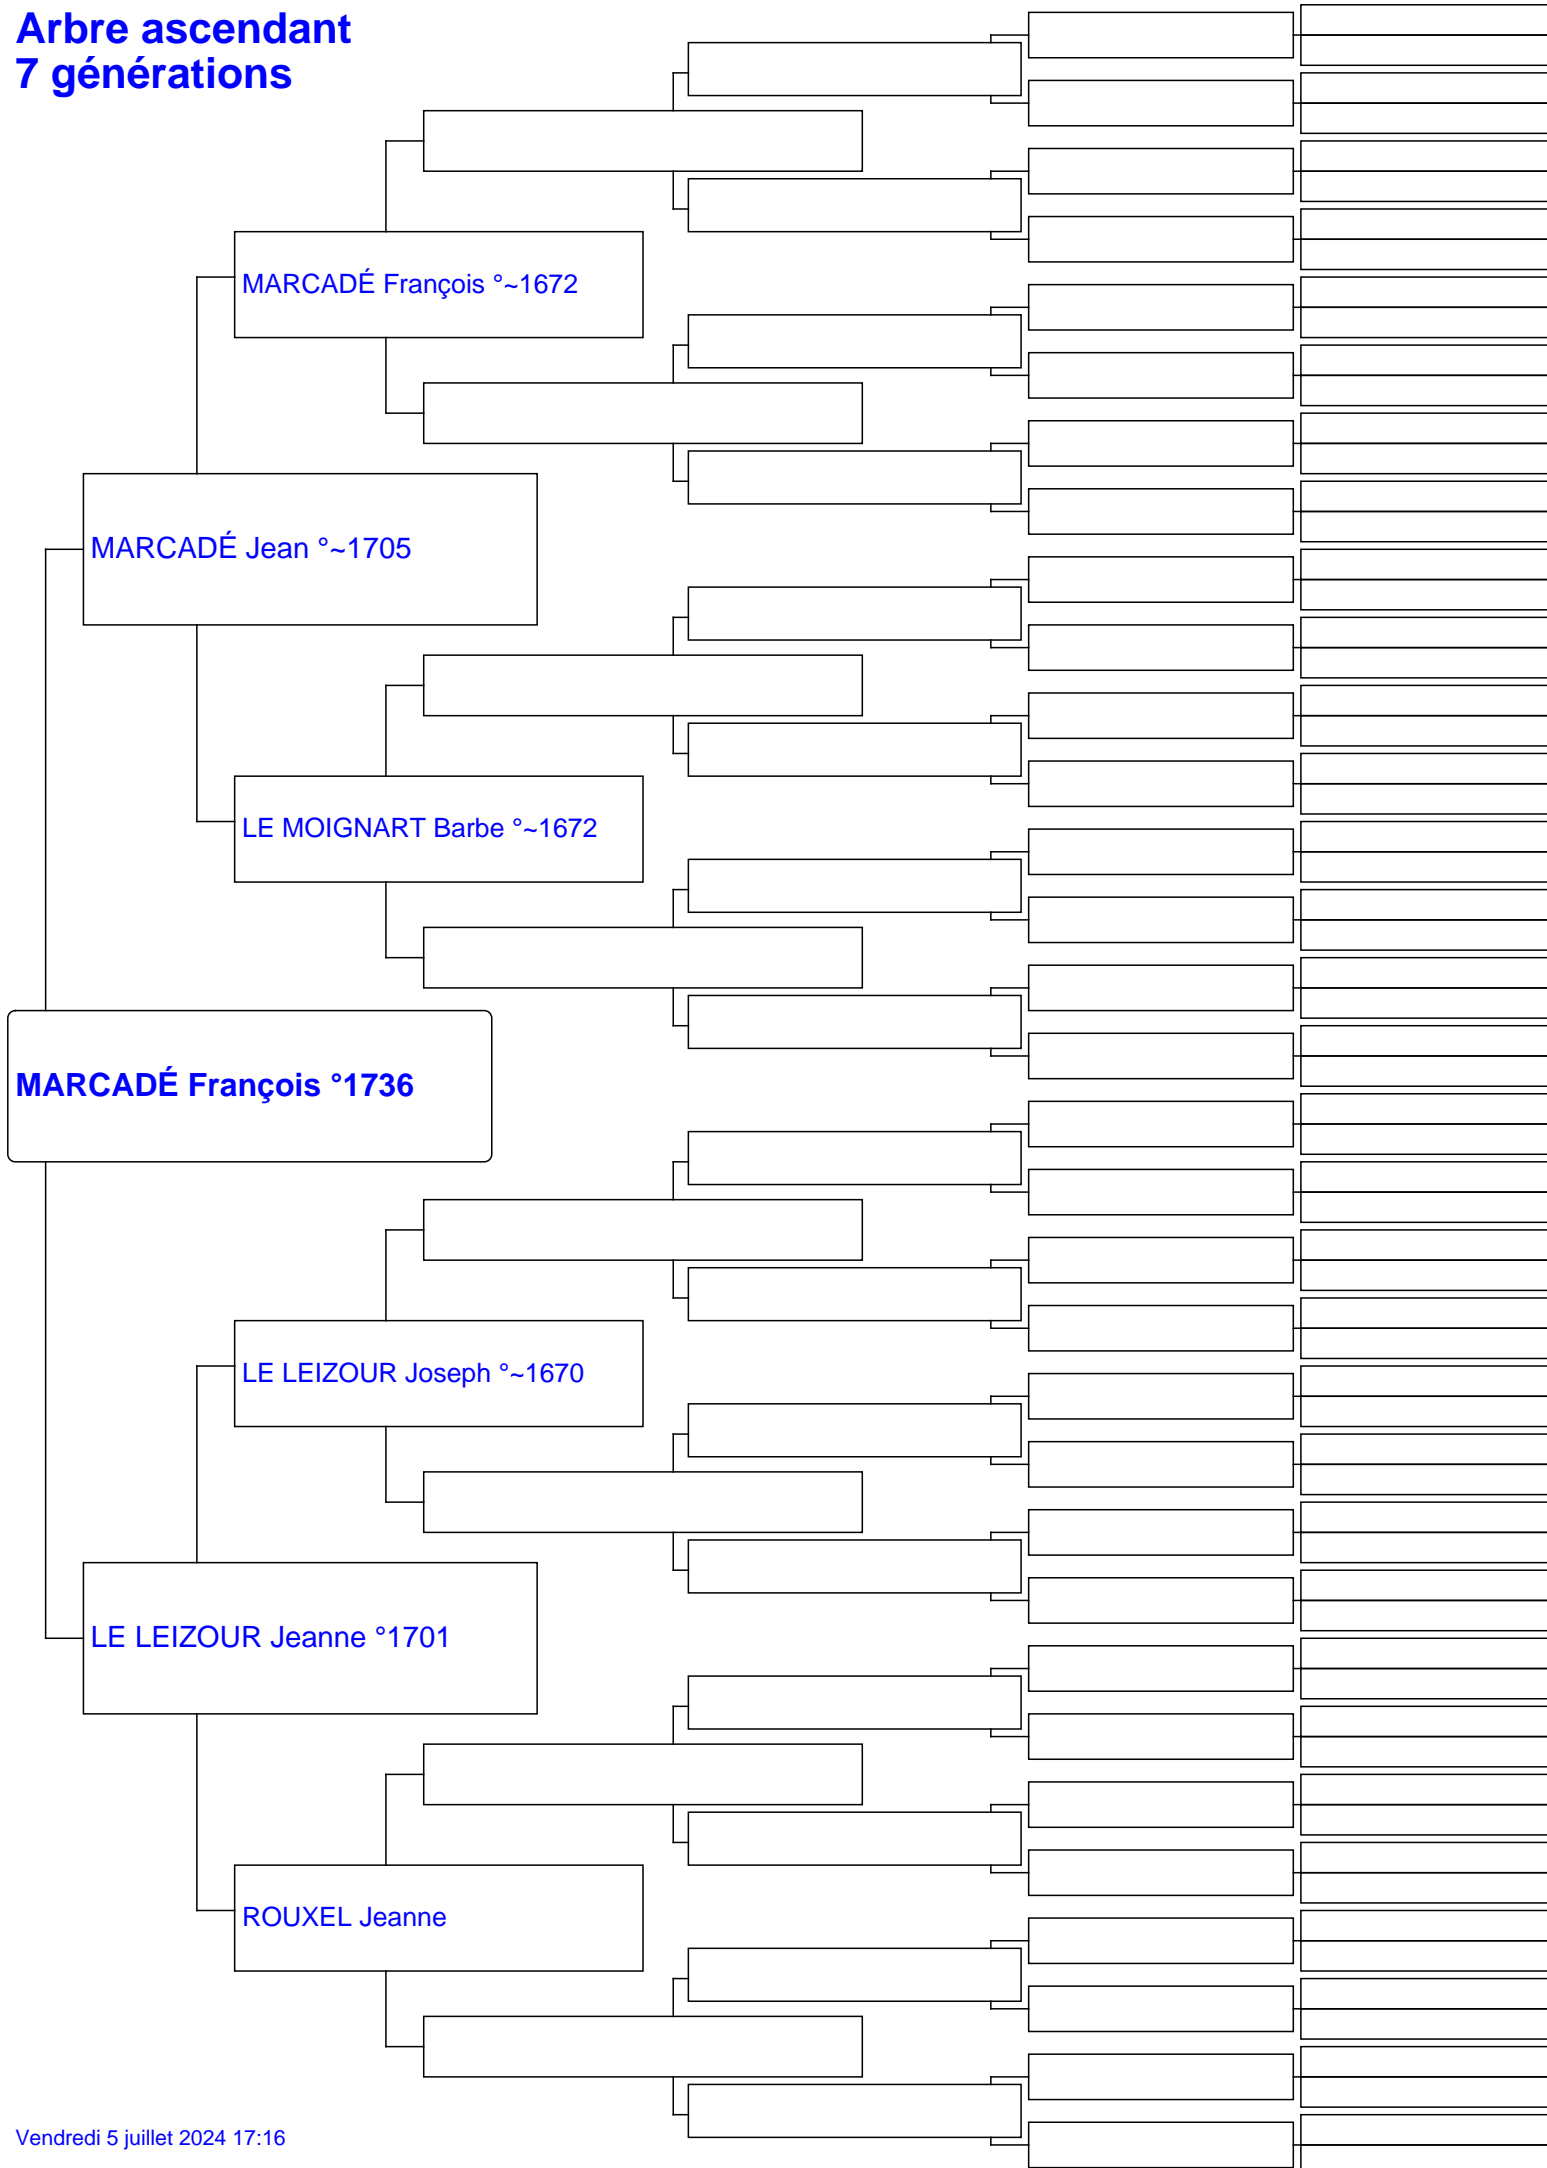 Arbre ascendant
7 générations
MARCADÉ François °~1672
MARCADÉ Jean °~1705
LE MOIGNART Barbe °~1672
MARCADÉ François °1736
LE LEIZOUR Joseph °~1670
LE LEIZOUR Jeanne °1701
ROUXEL Jeanne
Vendredi 5 juillet 2024 17:16